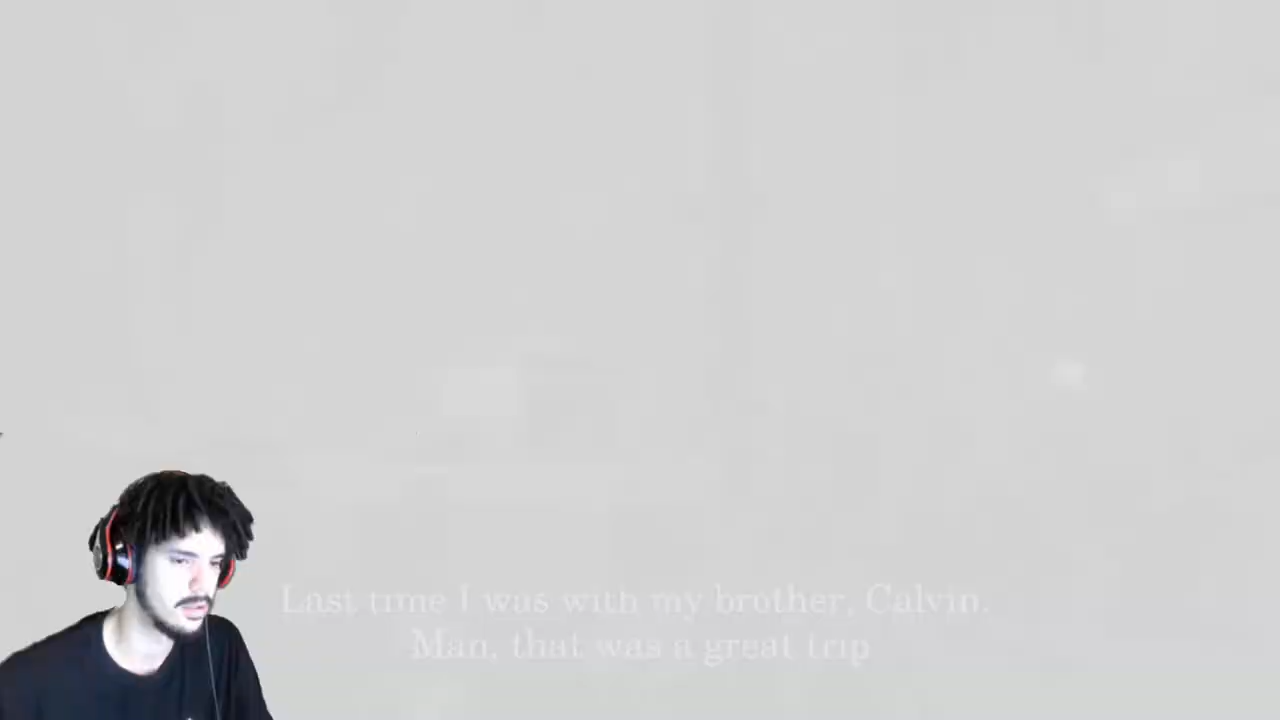 Last time I was with my brother, Calvin.
Man, that was a great trip